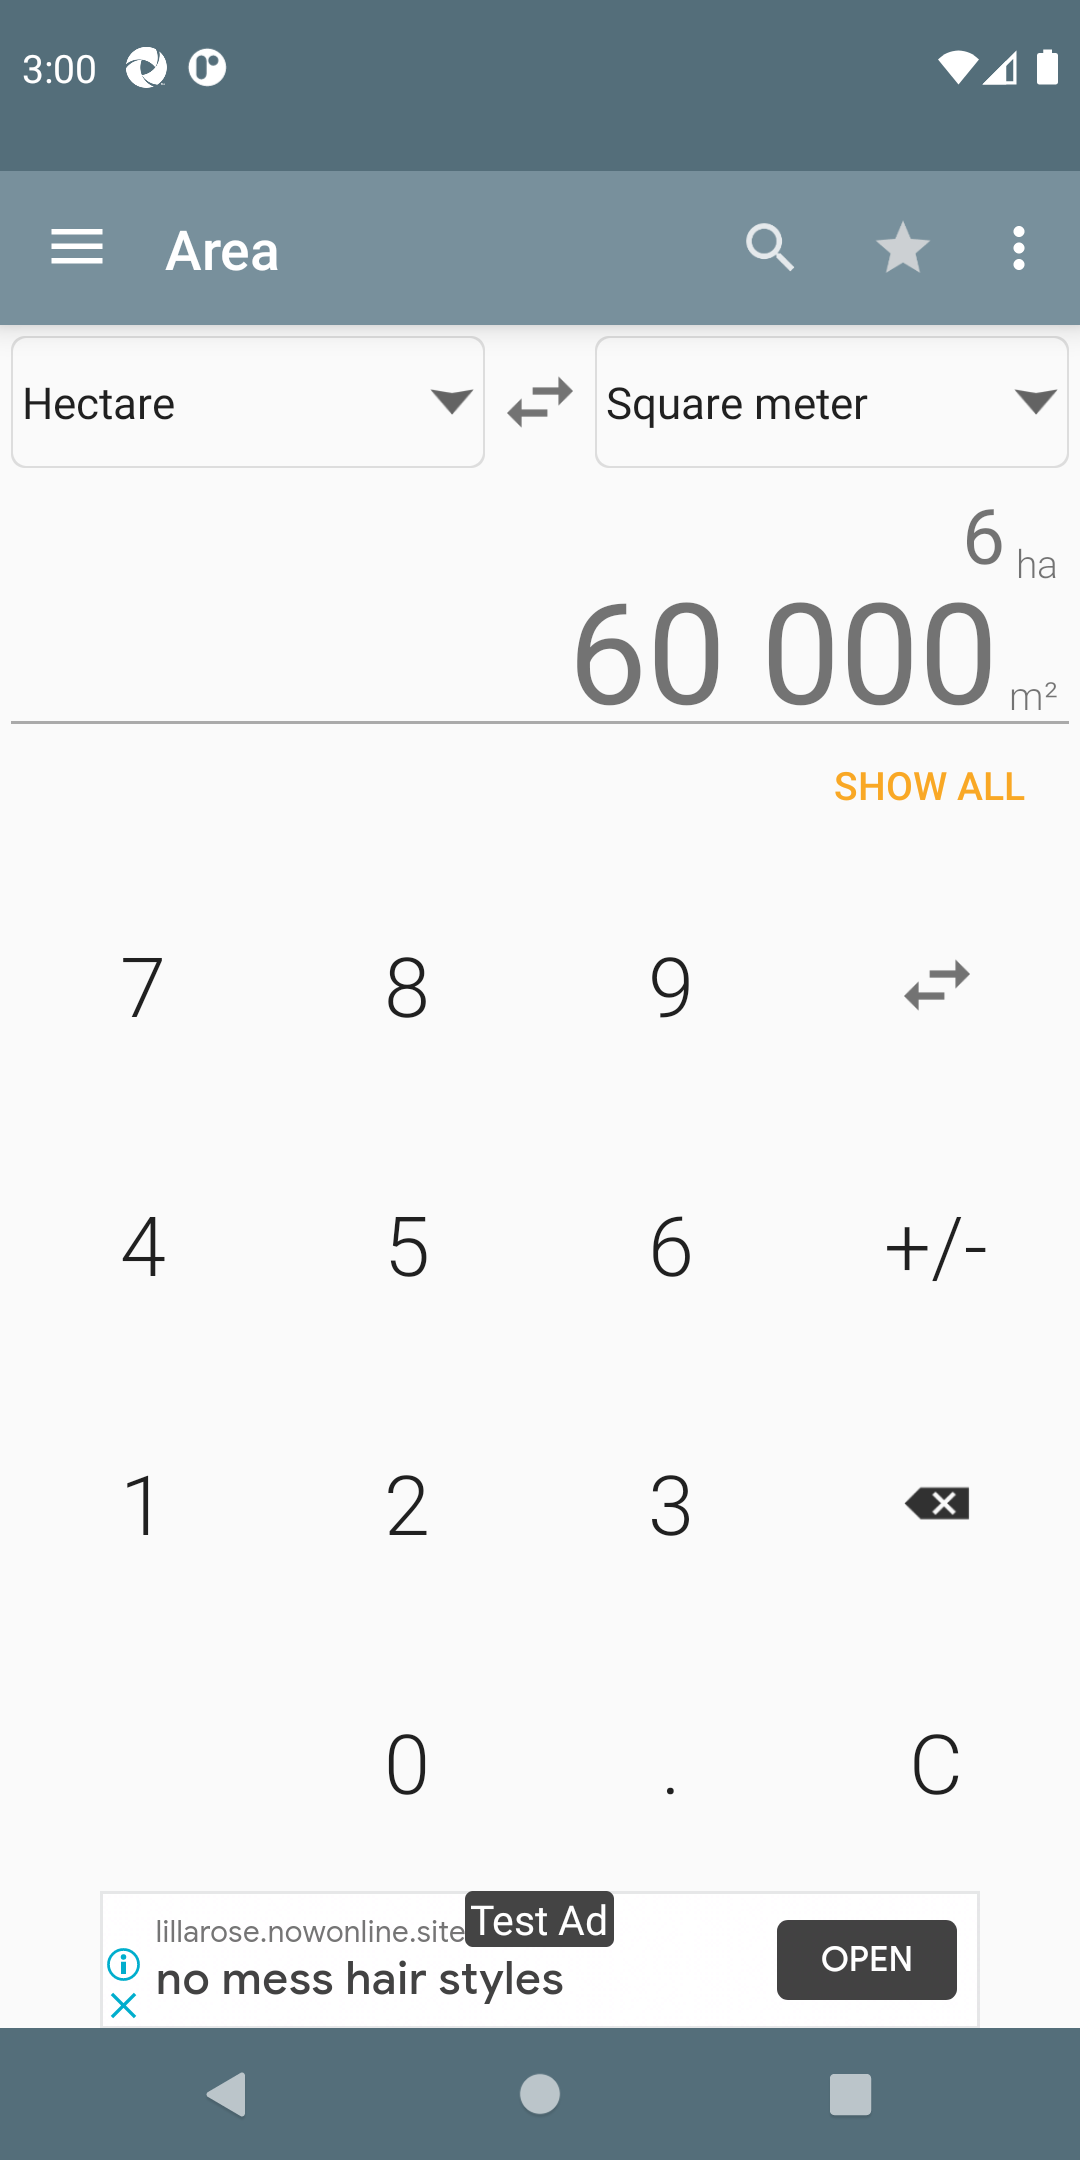 3:00
Area
Hectare
Square meter
6 ha
60 000 m²
SHOW ALL
7 8 9
4 5 6 +/-
1 2 3
0 . C
Test Ad
lillarose.nowonline.site
no mess hair styles
OPEN